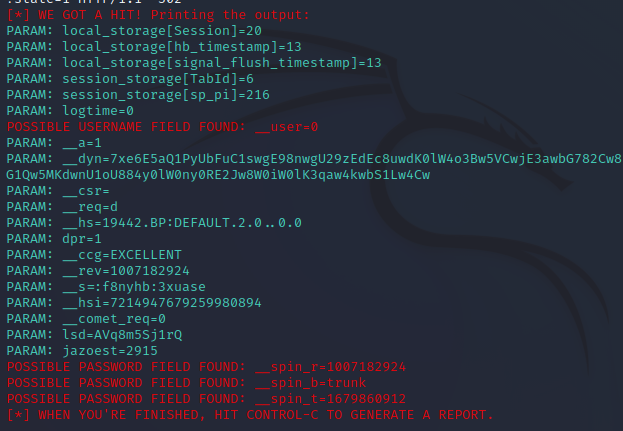 [*] WE GOT A HIT! Printing the output:
PARAM: local_storage[Session]=20
PARAM: local_storage[hb_timestamp]=13
PARAM: local_storage[signal_flush_timestamp]=13
PARAM: session_storage[TabId]=6
PARAM: session_storage[sp_pi]=216
PARAM: logtime=0
POSSIBLE USERNAME FIELD FOUND: __user=0
PARAM: __a=1
PARAM: __dyn=7xe6E5aQ1PyUbFuC1swgE98nwgU29zEdEc8uwdK0lW4o3Bw5VCwjE3awbG782Cw8
G1Qw5MKdwnU1oU884y0lW0ny0RE2Jw8W0iW0lK3qaw4kwbS1Lw4Cw
PARAM: __csr=
PARAM: __req=d
PARAM: __hs=19442.BP:DEFAULT.2.0..0.0
PARAM: dpr=1
PARAM: __ccg=EXCELLENT
PARAM: __rev=1007182924
PARAM: __s=:f8nyhb:3xuase
PARAM: __hsi=7214947679259980894
PARAM: __comet_req=0
PARAM: lsd=AVq8m5Sj1rQ
PARAM: jazoest=2915
POSSIBLE PASSWORD FIELD FOUND: __spin_r=1007182924
POSSIBLE PASSWORD FIELD FOUND: __spin_b=trunk
POSSIBLE PASSWORD FIELD FOUND: __spin_t=1679860912
[*] WHEN YOU'RE FINISHED, HIT CONTROL-C TO GENERATE A REPORT.